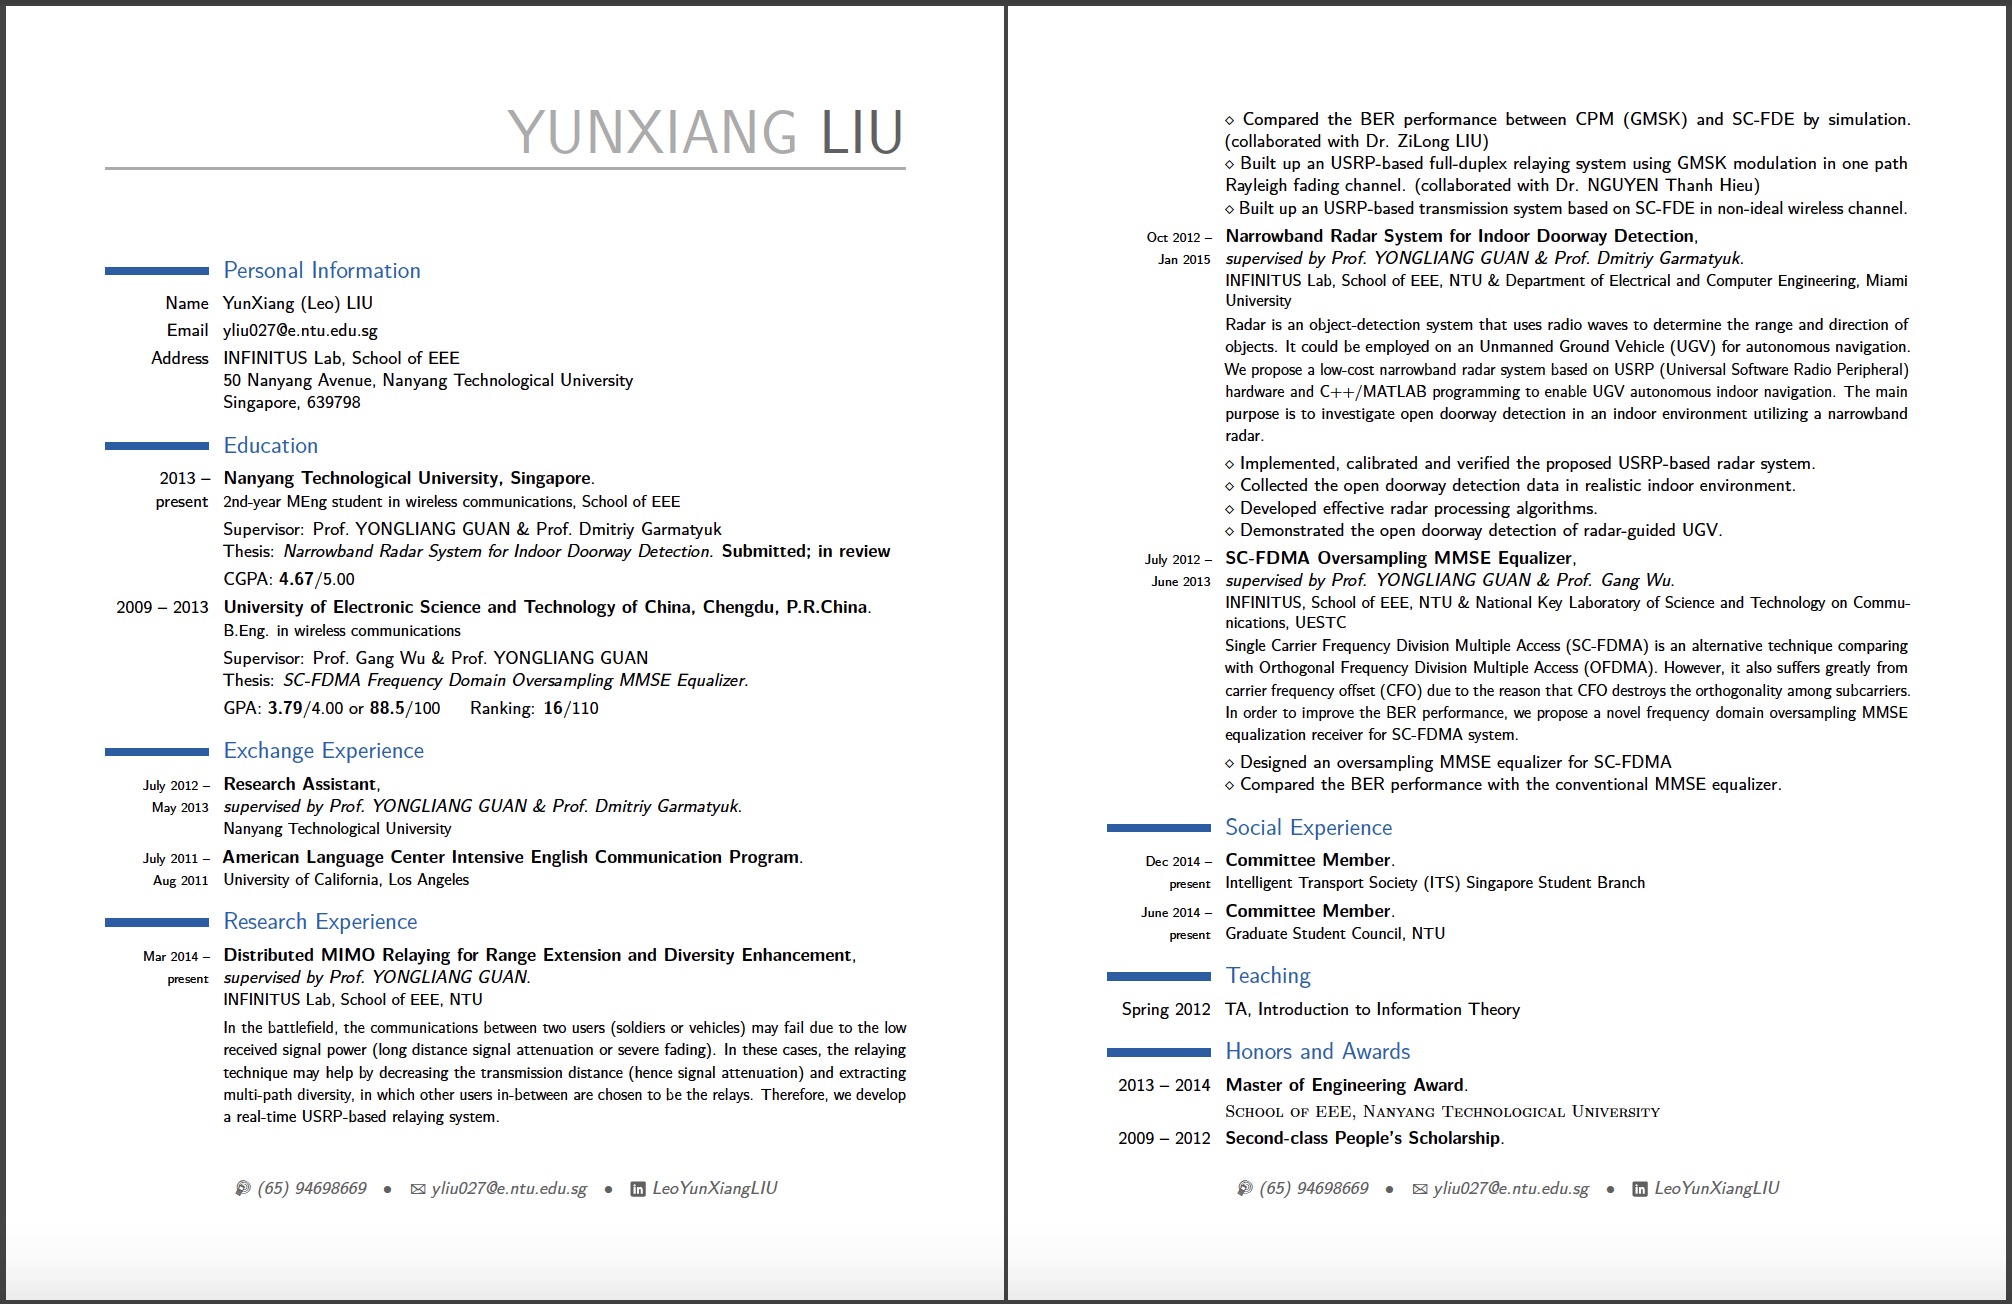 YUNXIANG LIU
Personal Information
Name YunXiang (Leo) LIU
Email yliu027@e.ntu.edu.sg
Address INFINITUS Lab, School of EEE
50 Nanyang Avenue, Nanyang Technological University
Singapore, 639798
Education
2013 – Nanyang Technological University, Singapore.
present 2nd-year MEng student in wireless communications, School of EEE
Supervisor: Prof. YONGLIANG GUAN & Prof. Dmitriy Garmatyuk
Thesis: Narrowband Radar System for Indoor Doorway Detection. Submitted; in review
CGPA: 4.67/5.00
2009 – 2013 University of Electronic Science and Technology of China, Chengdu, P.R.China.
B.Eng. in wireless communications
Supervisor: Prof. Gang Wu & Prof. YONGLIANG GUAN
Thesis: SC-FDMA Frequency Domain Oversampling MMSE Equalizer.
GPA: 3.79/4.00 or 88.5/100 Ranking: 16/110
Exchange Experience
July 2012 – Research Assistant,
May 2013 supervised by Prof. YONGLIANG GUAN & Prof. Dmitriy Garmatyuk.
Nanyang Technological University
July 2011 – American Language Center Intensive English Communication Program.
Aug 2011 University of California, Los Angeles
Research Experience
Mar 2014 – Distributed MIMO Relaying for Range Extension and Diversity Enhancement,
present supervised by Prof. YONGLIANG GUAN.
INFINITUS Lab, School of EEE, NTU
In the battlefield, the communications between two users (soldiers or vehicles) may fail due to the low
received signal power (long distance signal attenuation or severe fading). In these cases, the relaying
technique may help by decreasing the transmission distance (hence signal attenuation) and extracting
multi-path diversity, in which other users in-between are chosen to be the relays. Therefore, we develop
a real-time USRP-based relaying system.
(65) 94698669 • yliu027@e.ntu.edu.sg • LeoYunXiangLIU
⋄ Compared the BER performance between CPM (GMSK) and SC-FDE by simulation.
(collaborated with Dr. ZiLong LIU)
⋄ Built up an USRP-based full-duplex relaying system using GMSK modulation in one path
Rayleigh fading channel. (collaborated with Dr. NGUYEN Thanh Hieu)
⋄ Built up an USRP-based transmission system based on SC-FDE in non-ideal wireless channel.
Oct 2012 – Narrowband Radar System for Indoor Doorway Detection,
Jan 2015 supervised by Prof. YONGLIANG GUAN & Prof. Dmitriy Garmatyuk.
INFINITUS Lab, School of EEE, NTU & Department of Electrical and Computer Engineering, Miami
University
Radar is an object-detection system that uses radio waves to determine the range and direction of
objects. It could be employed on an Unmanned Ground Vehicle (UGV) for autonomous navigation.
We propose a low-cost narrowband radar system based on USRP (Universal Software Radio Peripheral)
hardware and C++/MATLAB programming to enable UGV autonomous indoor navigation. The main
purpose is to investigate open doorway detection in an indoor environment utilizing a narrowband
radar.
⋄ Implemented, calibrated and verified the proposed USRP-based radar system.
⋄ Collected the open doorway detection data in realistic indoor environment.
⋄ Developed effective radar processing algorithms.
⋄ Demonstrated the open doorway detection of radar-guided UGV.
July 2012 – SC-FDMA Oversampling MMSE Equalizer,
June 2013 supervised by Prof. YONGLIANG GUAN & Prof. Gang Wu.
INFINITUS, School of EEE, NTU & National Key Laboratory of Science and Technology on Commu-
nications, UESTC
Single Carrier Frequency Division Multiple Access (SC-FDMA) is an alternative technique comparing
with Orthogonal Frequency Division Multiple Access (OFDMA). However, it also suffers greatly from
carrier frequency offset (CFO) due to the reason that CFO destroys the orthogonality among subcarriers.
In order to improve the BER performance, we propose a novel frequency domain oversampling MMSE
equalization receiver for SC-FDMA system.
⋄ Designed an oversampling MMSE equalizer for SC-FDMA
⋄ Compared the BER performance with the conventional MMSE equalizer.
Social Experience
Dec 2014 – Committee Member.
present Intelligent Transport Society (ITS) Singapore Student Branch
June 2014 – Committee Member.
present Graduate Student Council, NTU
Teaching
Spring 2012 TA, Introduction to Information Theory
Honors and Awards
2013 – 2014 Master of Engineering Award.
School of EEE, Nanyang Technological University
2009 – 2012 Second-class People's Scholarship.
(65) 94698669 • yliu027@e.ntu.edu.sg • LeoYunXiangLIU